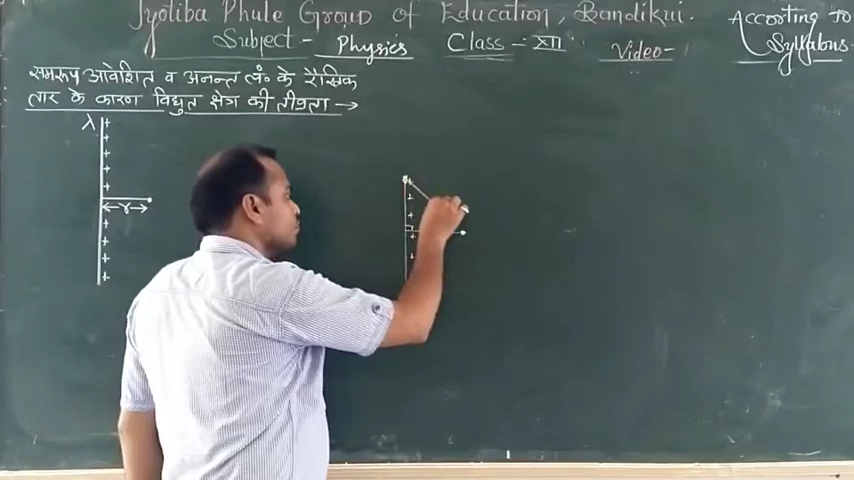 Jyotiba Phule Group of Education, Bandikui.
Subject - Physics Class - XII Video - According to Syllabus -
समरूप आवेशित व अनन्त लं० के रैखिक
तार के कारण विधुत क्षेत्र की तीव्रता →
λ
r